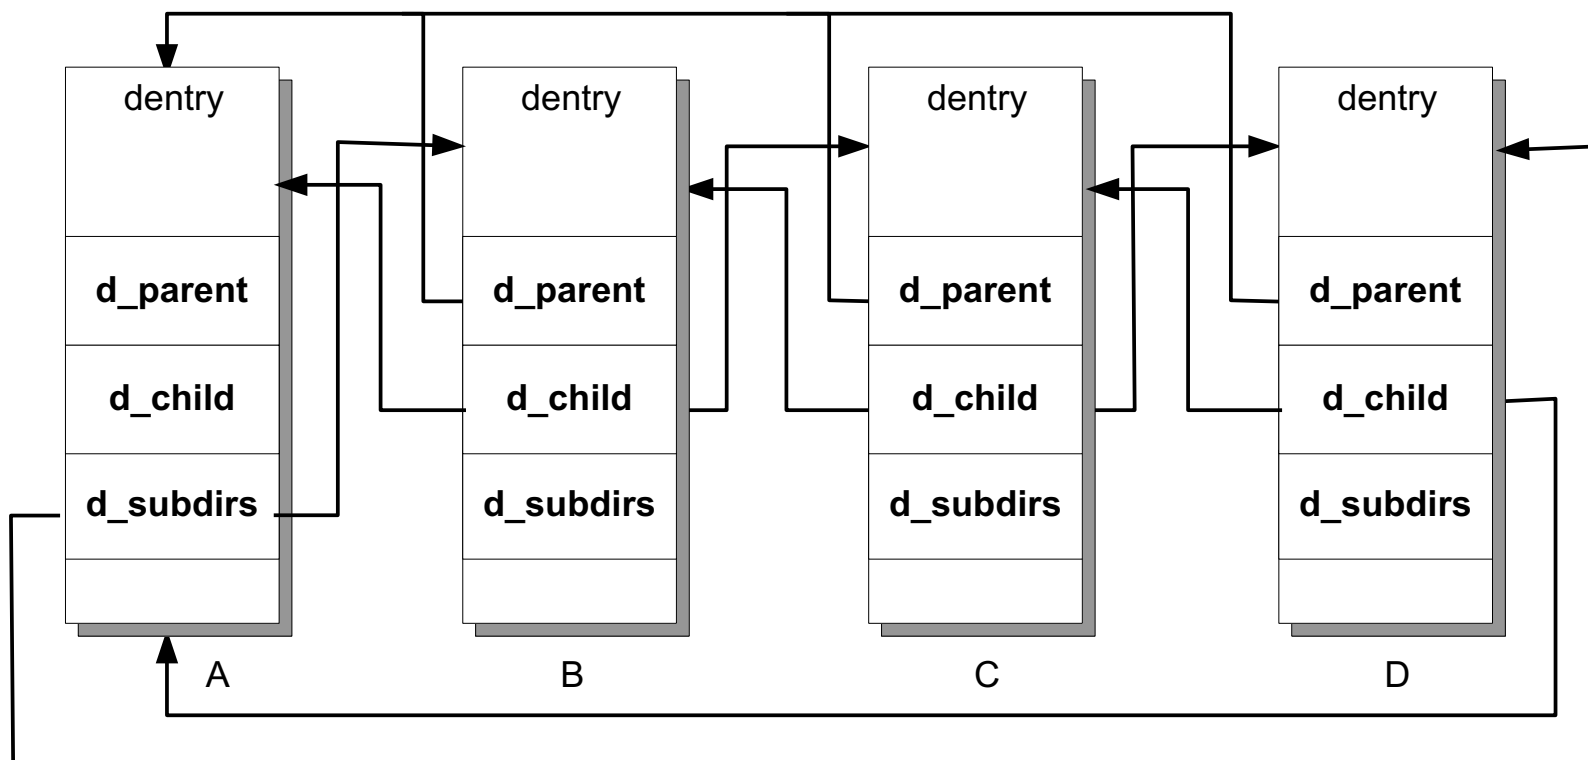 dentry
d_parent
d_child
d_subdirs
A
dentry
d_parent
d_child
d_subdirs
B
dentry
d_parent
d_child
d_subdirs
C
dentry
d_parent
d_child
d_subdirs
D